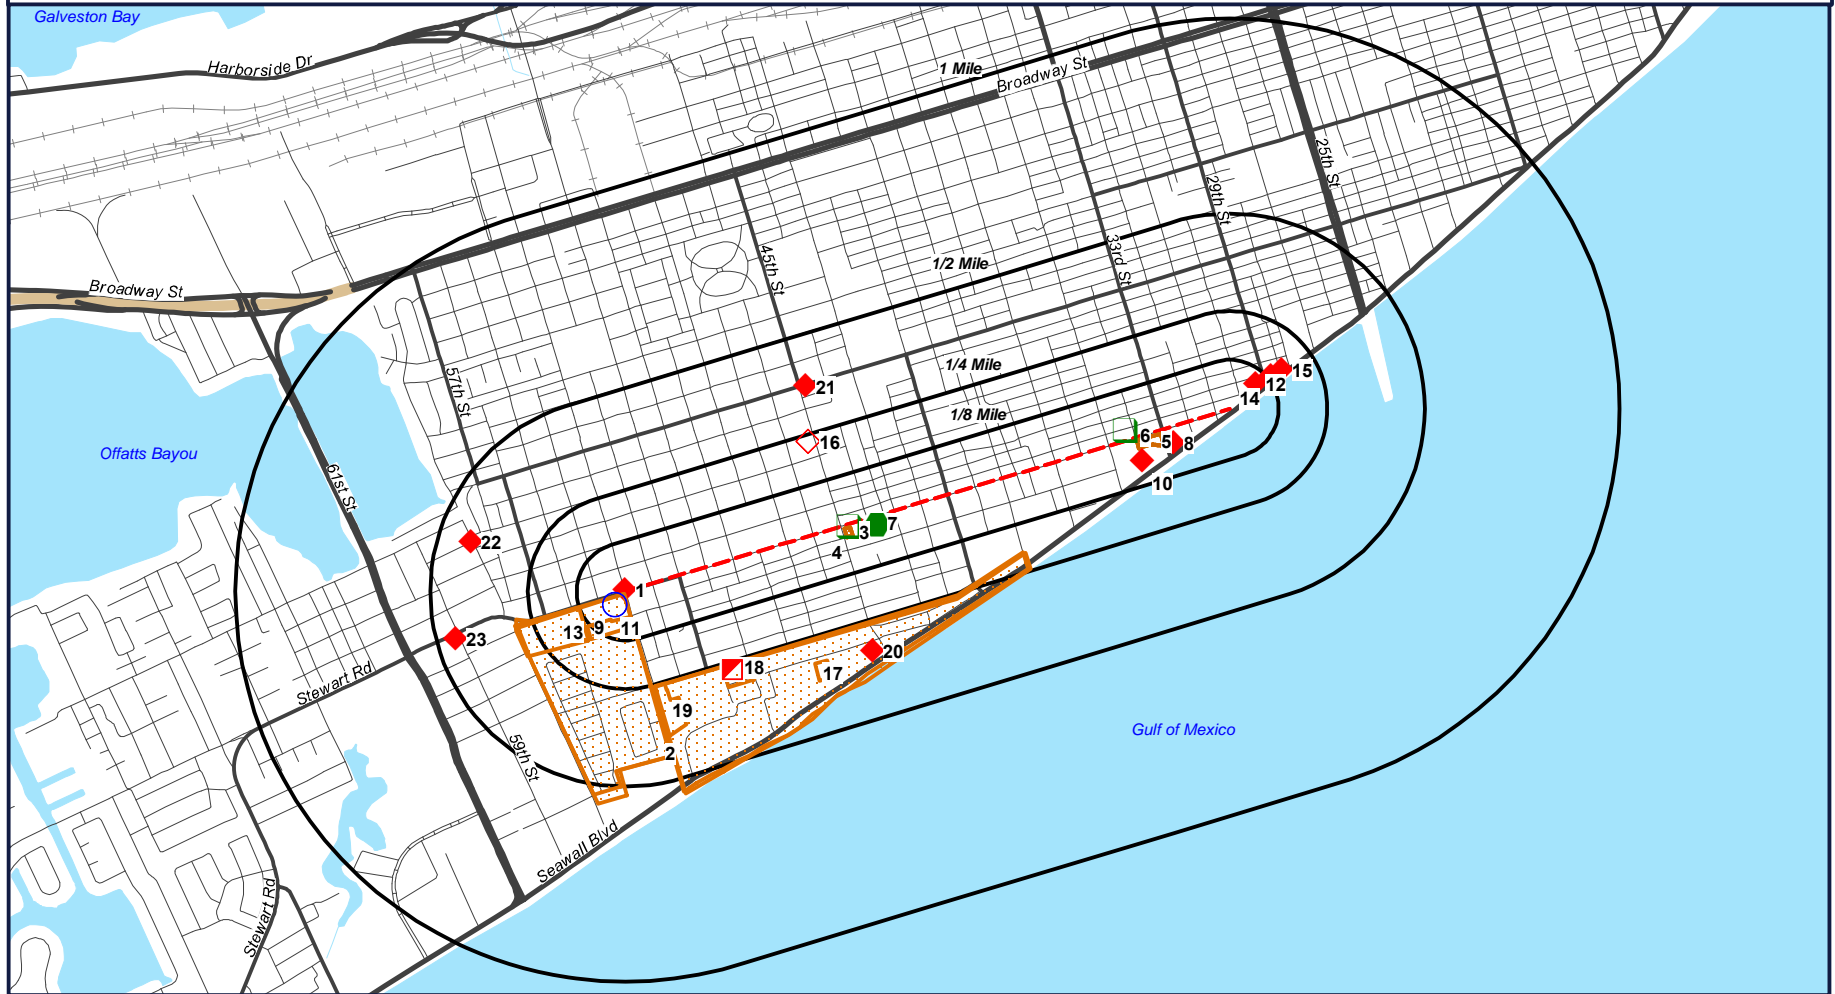 Galveston Bay
Harborside Dr
1 Mile
Broadway St
25th St
29th St
33rd St
45th St
1/2 Mile
Broadway St
57th St
1/4 Mile
15
12
14
21
1/8 Mile
16
6
5
8
10
Offatts Bayou
61st St
22
7
3
4
1
13
9
11
23
20
18
17
Stewart Rd
19
2
Gulf of Mexico
59th St
Seawall Blvd
Stewart Rd